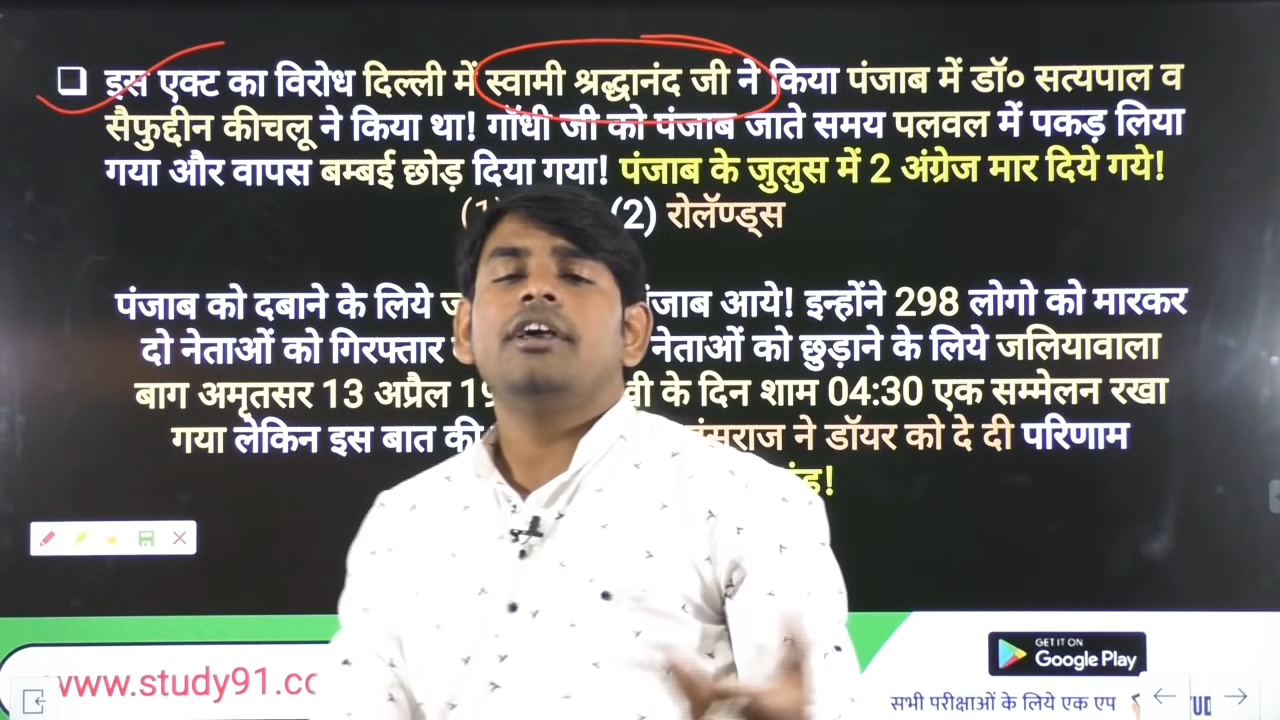 इस एक्ट का विरोध दिल्ली में स्वामी श्रद्धानंद जी ने किया पंजाब में डॉ० सत्यपाल व
सैफुद्दीन कीचलू ने किया था! गाँधी जी को पंजाब जाते समय पलवल में पकड़ लिया
गया और वापस बम्बई छोड़ दिया गया! पंजाब के जुलुस में 2 अंग्रेज मार दिये गये!
(2) रोलॅण्ड्स
पंजाब को दबाने के लिये आये! इन्होंने 298 लोगो को मारकर
दो नेताओं को गिरफ्तार नेताओं को छुड़ाने के लिये जलियावाला
बाग अमृतसर 13 अप्रैल के दिन शाम 04:30 एक सम्मेलन रखा
गया लेकिन इस बात की ने डॉयर को दे दी परिणाम
www.study91.co
GET IT ON
Google Play
सभी परीक्षाओं के लिये एक एप